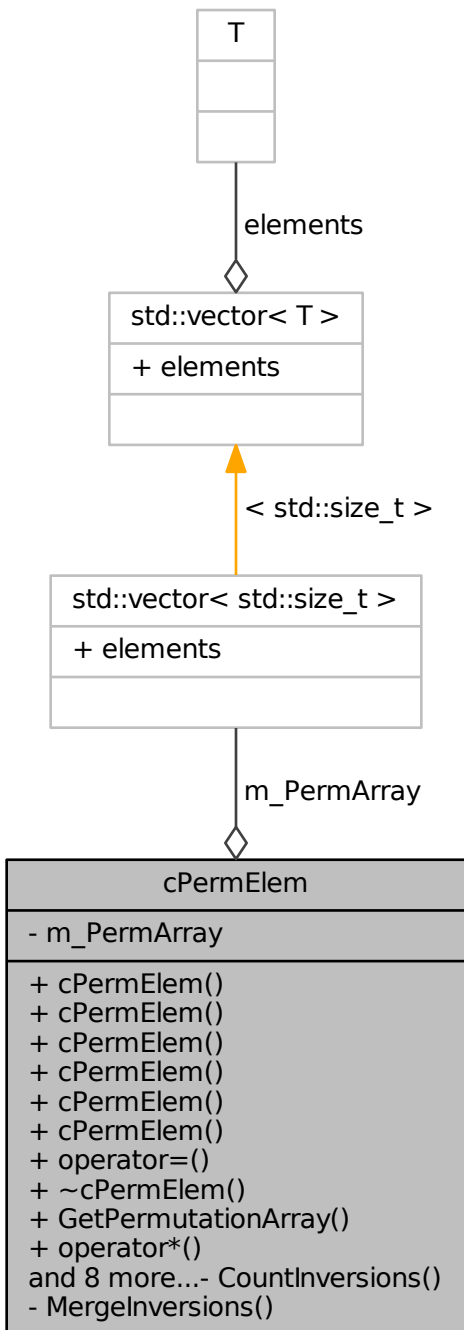 T
elements
std::vector< T >
+ elements
< std::size_t >
std::vector< std::size_t >
+ elements
m_PermArray
cPermElem
- m_PermArray
+ cPermElem()
+ cPermElem()
+ cPermElem()
+ cPermElem()
+ cPermElem()
+ cPermElem()
+ operator=()
+ ~cPermElem()
+ GetPermutationArray()
+ operator*()
and 8 more...- CountInversions()
- MergeInversions()